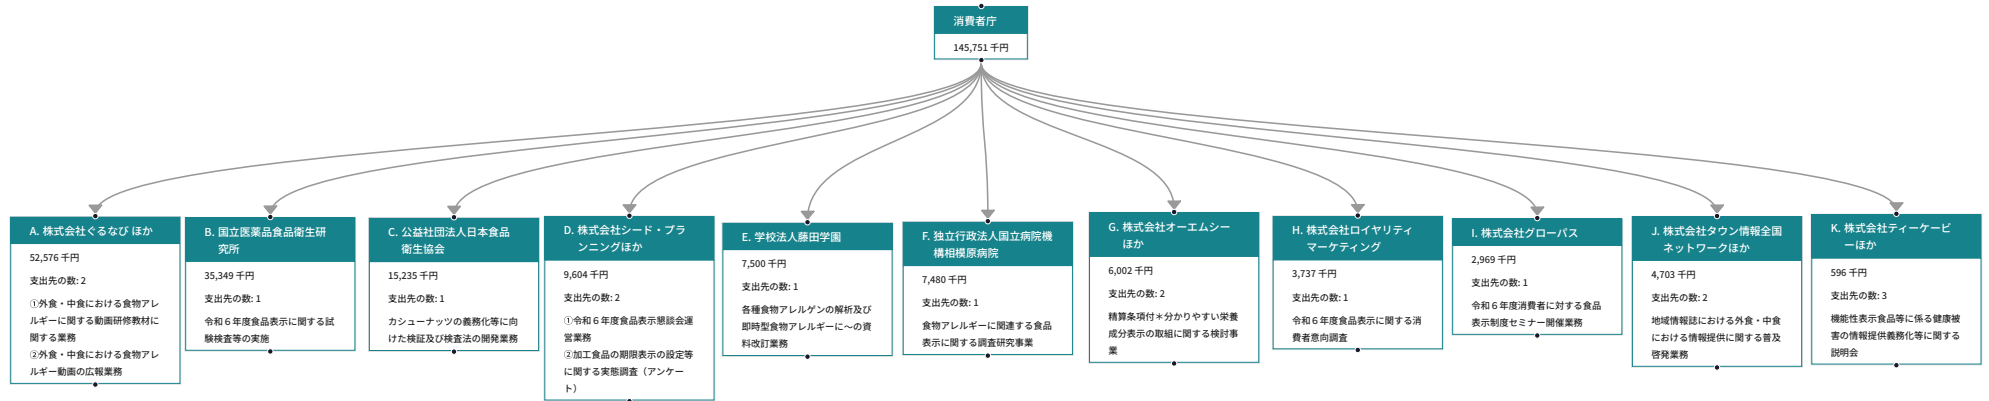 消費者庁
145,751 千円
A. 株式会社ぐるなび ほか
52,576 千円
支出先の数: 2
①外食・中食における食物アレ
ルギーに関する動画研修教材に
関する業務
②外食・中食における食物アレ
ルギー動画の広報業務
B. 国立医薬品食品衛生研
究所
35,349 千円
支出先の数: 1
令和６年度食品表示に関する試
験検査等の実施
C. 公益社団法人日本食品
衛生協会
15,235 千円
支出先の数: 1
カシューナッツの義務化等に向
けた検証及び検査法の開発業務
D. 株式会社シード・プラ
ンニングほか
9,604 千円
支出先の数: 2
①令和６年度食品表示懇談会運
営業務
②加工食品の期限表示の設定等
に関する実態調査（アンケー
ト）
E. 学校法人藤田学園
7,500 千円
支出先の数: 1
各種食物アレルゲンの解析及び
即時型食物アレルギーに～の資
料改訂業務
F. 独立行政法人国立病院機
構相模原病院
7,480 千円
支出先の数: 1
食物アレルギーに関連する食品
表示に関する調査研究事業
G. 株式会社オーエムシー
ほか
6,002 千円
支出先の数: 2
精算条項付＊分かりやすい栄養
成分表示の取組に関する検討事
業
H. 株式会社ロイヤリティ
マーケティング
3,737 千円
支出先の数: 1
令和６年度食品表示に関する消
費者意向調査
I. 株式会社グローバス
2,969 千円
支出先の数: 1
令和６年度消費者に対する食品
表示制度セミナー開催業務
J. 株式会社タウン情報全国
ネットワークほか
4,703 千円
支出先の数: 2
地域情報誌における外食・中食
における情報提供に関する普及
啓発業務
K. 株式会社ティーケーピ
ーほか
596 千円
支出先の数: 3
機能性表示食品等に係る健康被
害の情報提供義務化等に関する
説明会